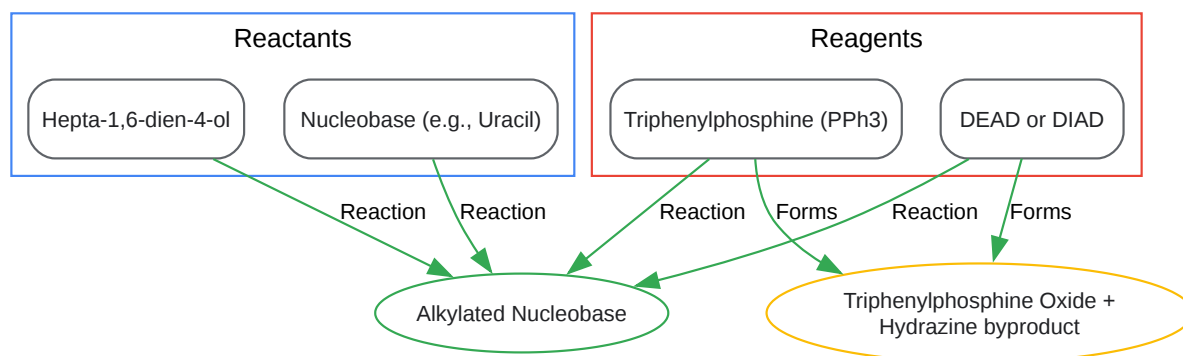 Reactants
Reagents
Hepta-1,6-dien-4-ol
Nucleobase (e.g., Uracil)
Triphenylphosphine (PPh3)
DEAD or DIAD
Reaction
Reaction
Reaction
Forms
Reaction
Forms
Alkylated Nucleobase
Triphenylphosphine Oxide +
Hydrazine byproduct